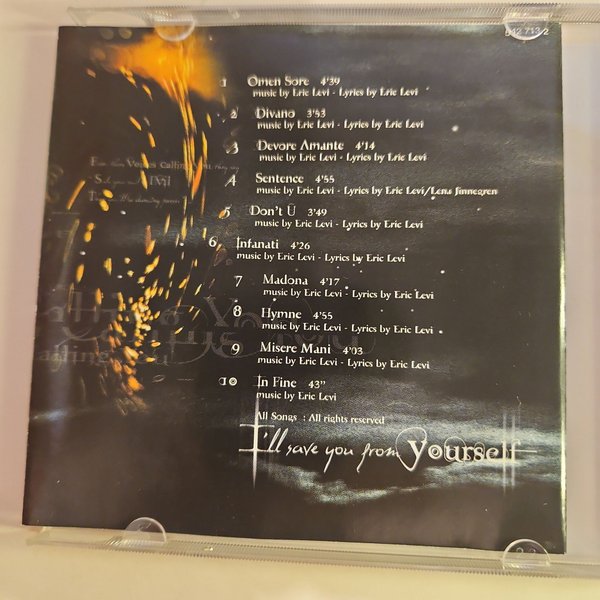 542 713 2
1 Omen Sore 4'39
music by Eric Levi - Lyrics by Eric Levi
2 Divano 3'53
music by Eric Levi - Lyrics by Eric Levi
3 Devore Amante 4'14
music by Eric Levi - Lyrics by Eric Levi
4 Sentence 4'55
music by Eric Levi - Lyrics by Eric Levi/Lena Jinnegren
5 Don't U 3'49
music by Eric Levi - Lyrics by Eric Levi
6 Infanati 4'26
music by Eric Levi - Lyrics by Eric Levi
7 Madona 4'17
music by Eric Levi - Lyrics by Eric Levi
8 Hymne 4'55
music by Eric Levi - Lyrics by Eric Levi
9 Misere Mani 4'03
music by Eric Levi - Lyrics by Eric Levi
10 In Fine 43"
music by Eric Levi
All Songs : All rights reserved
I'll save you from yourself
calling you